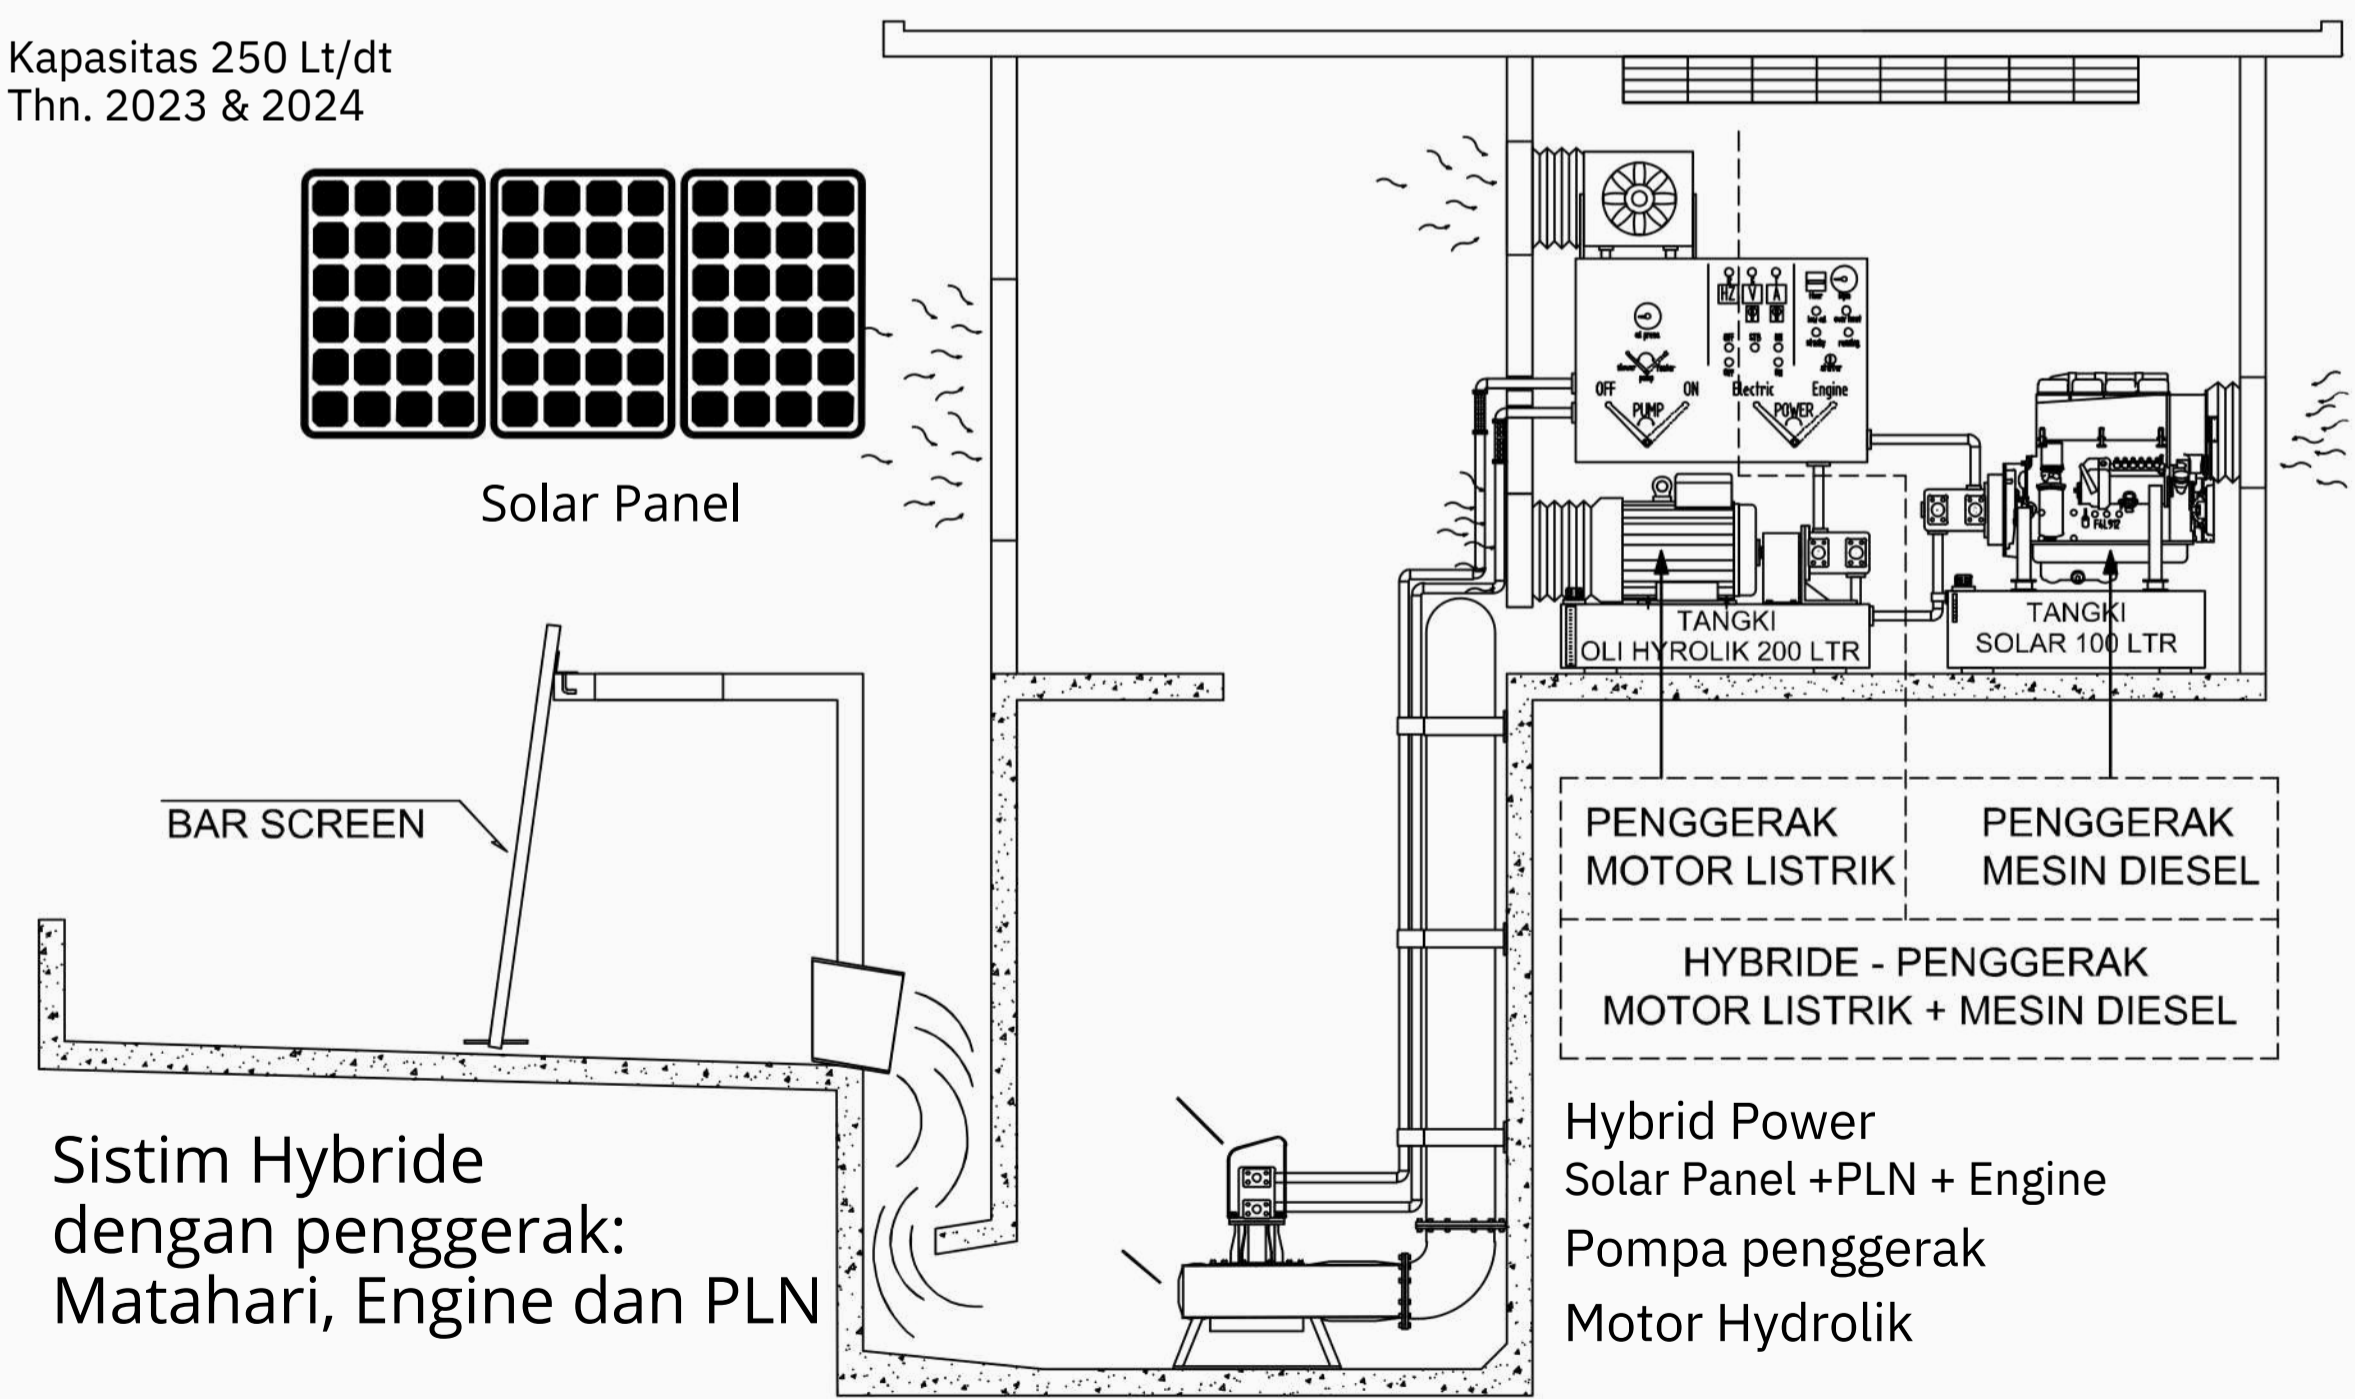 Kapasitas 250 Lt/dt
Thn. 2023 & 2024
Solar Panel
HZ V A
OFF ON Electric Engine
PUMP POWER
F4L912
TANGKI
OLI HYROLIK 200 LTR
TANGKI
SOLAR 100 LTR
BAR SCREEN
PENGGERAK
MOTOR LISTRIK
PENGGERAK
MESIN DIESEL
HYBRIDE - PENGGERAK
MOTOR LISTRIK + MESIN DIESEL
Sistim Hybride
dengan penggerak:
Matahari, Engine dan PLN
Hybrid Power
Solar Panel +PLN + Engine
Pompa penggerak
Motor Hydrolik